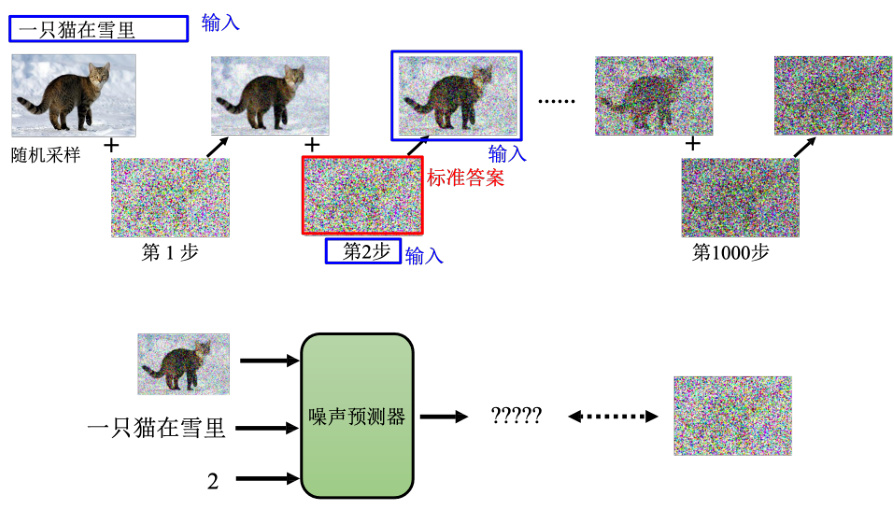 一只猫在雪里
输入
随机采样
+
+
......
+
输入
标准答案
第 1 步
第2步
输入
第1000步
一只猫在雪里
2
噪声预测器
?????